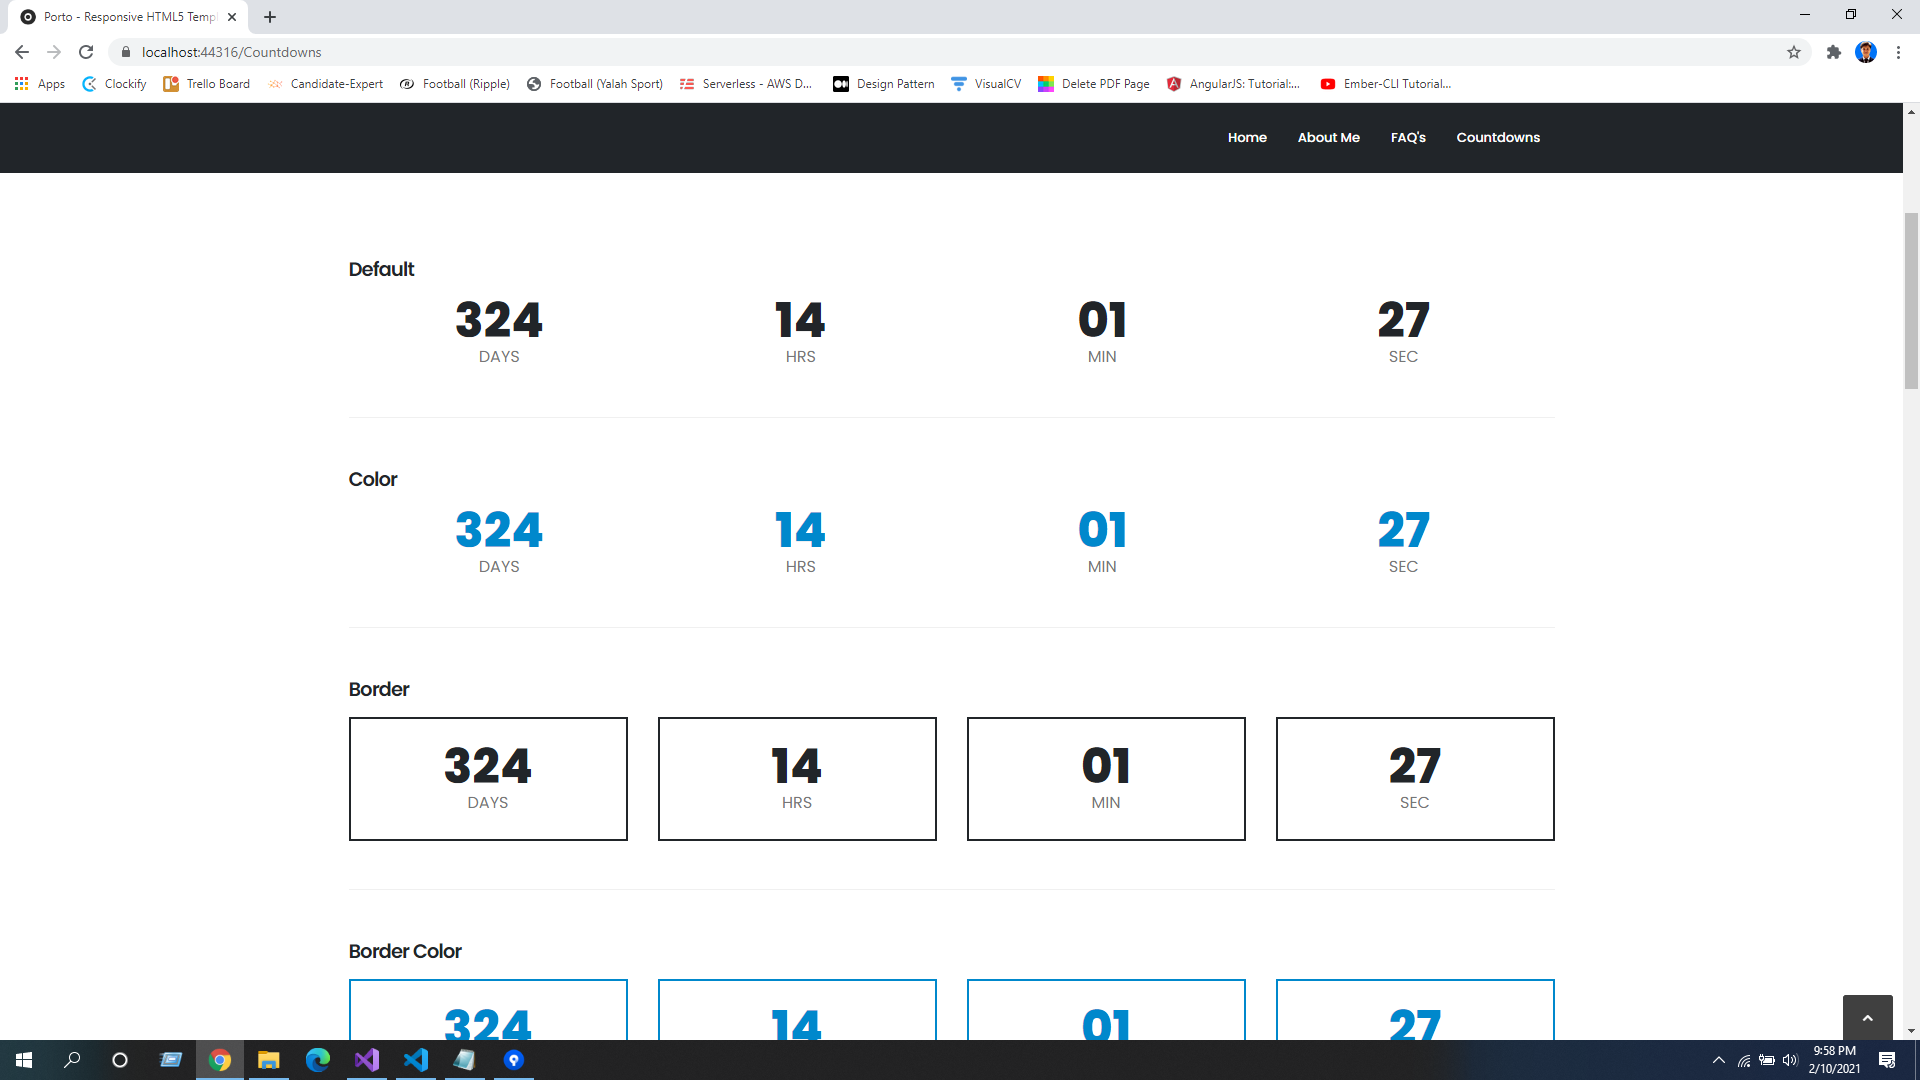 Porto - Responsive HTML5 Temp
localhost:44316/Countdowns
Apps Clockify Trello Board Candidate-Expert Football (Ripple) Football (Yalah Sport) Serverless - AWS D... Design Pattern VisualCV Delete PDF Page AngularJS: Tutorial:... Ember-CLI Tutorial...
Home About Me FAQ's Countdowns
Default
324 14 01 27
DAYS HRS MIN SEC
Color
324 14 01 27
DAYS HRS MIN SEC
Border
324 14 01 27
DAYS HRS MIN SEC
Border Color
324 14 01 27
9:58 PM
2/10/2021